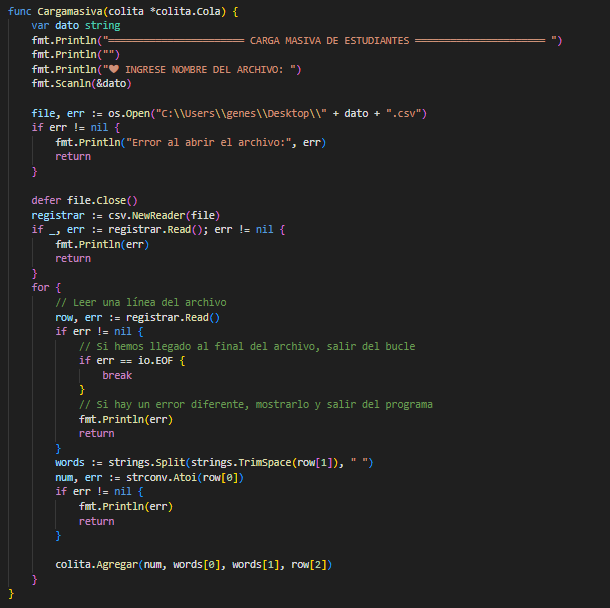 func Cargamasiva(colita *colita.Cola) {
    var dato string
    fmt.Println("═══════════════════════ CARGA MASIVA DE ESTUDIANTES ══════════════════════ ")
    fmt.Println("")
    fmt.Println("♥ INGRESE NOMBRE DEL ARCHIVO: ")
    fmt.Scanln(&dato)

    file, err := os.Open("C:\\Users\\genes\\Desktop\\" + dato + ".csv")
    if err != nil {
        fmt.Println("Error al abrir el archivo:", err)
        return
    }

    defer file.Close()
    registrar := csv.NewReader(file)
    if _, err := registrar.Read(); err != nil {
        fmt.Println(err)
        return
    }
    for {
        // Leer una línea del archivo
        row, err := registrar.Read()
        if err != nil {
            // Si hemos llegado al final del archivo, salir del bucle
            if err == io.EOF {
                break
            }
            // Si hay un error diferente, mostrarlo y salir del programa
            fmt.Println(err)
            return
        }
        words := strings.Split(strings.TrimSpace(row[1]), " ")
        num, err := strconv.Atoi(row[0])
        if err != nil {
            fmt.Println(err)
            return
        }

        colita.Agregar(num, words[0], words[1], row[2])
    }
}